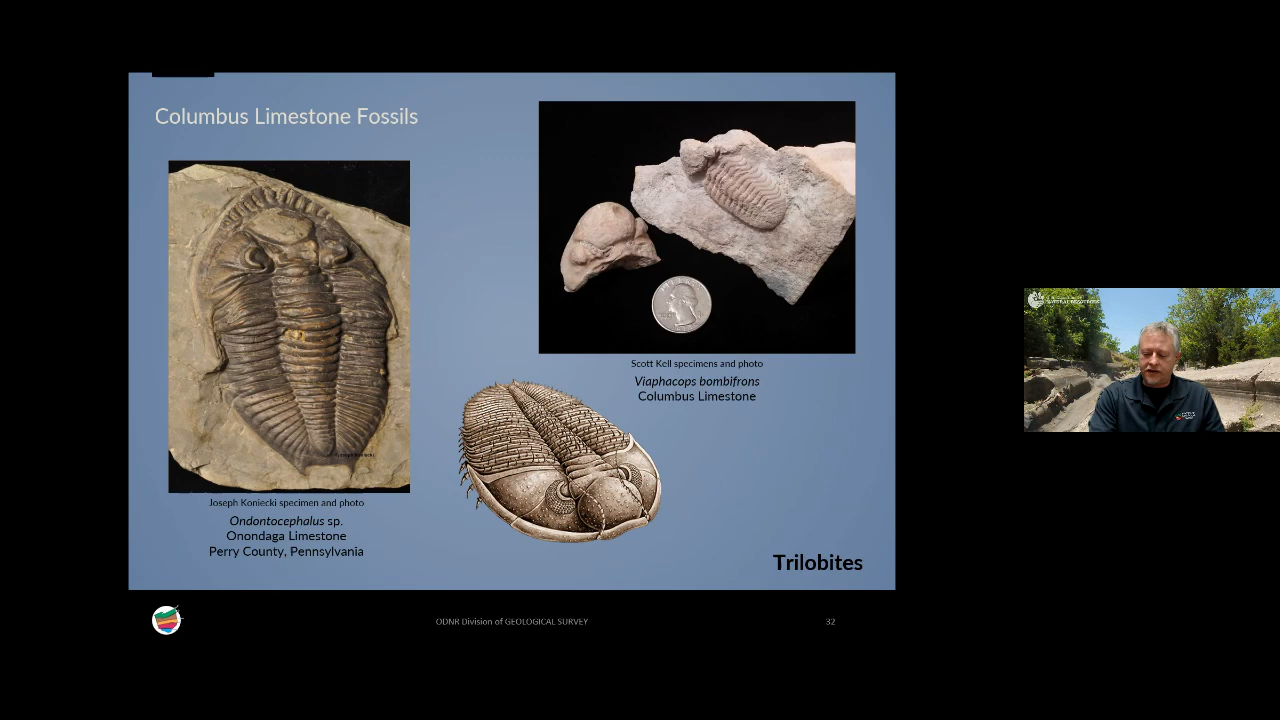 Columbus Limestone Fossils
Joseph Koniecki specimen and photo
Ondontocephalus sp.
Onondaga Limestone
Perry County, Pennsylvania
Scott Kell specimens and photo
Viaphacops bombifrons
Columbus Limestone
Trilobites
ODNR Division of GEOLOGICAL SURVEY
32